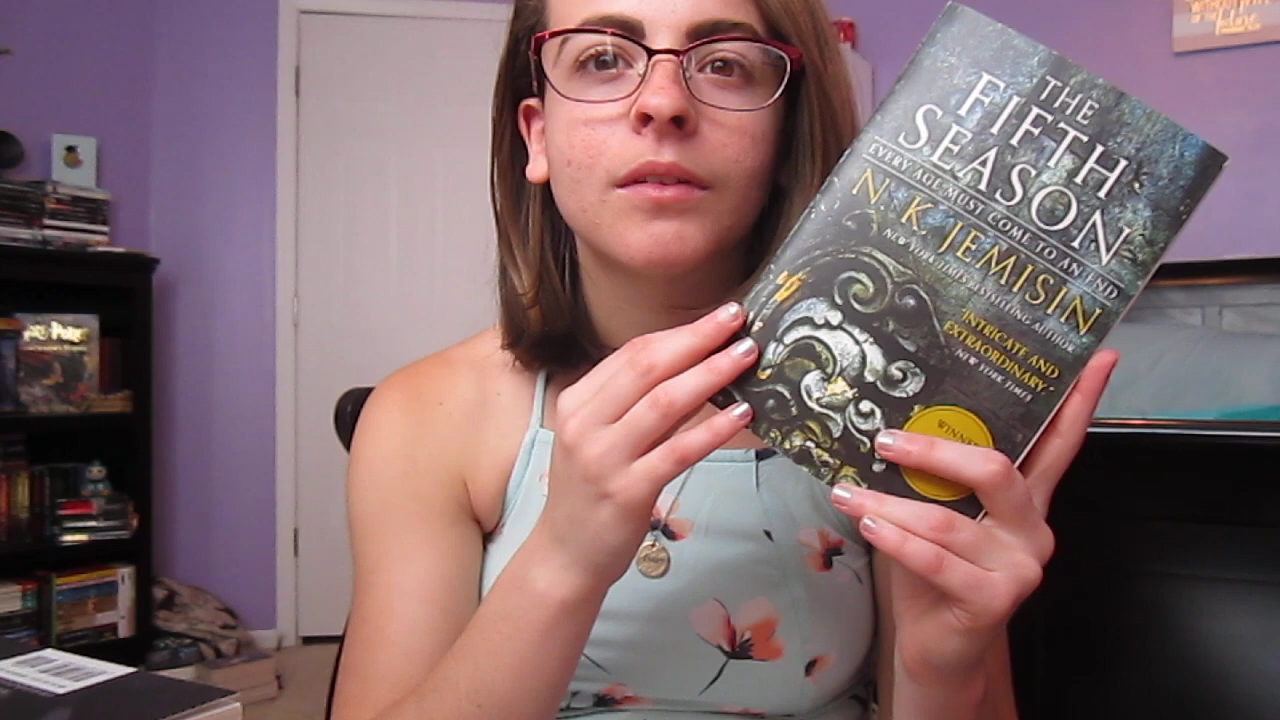 THE
FIFTH
SEASON
EVERY AGE MUST COME TO AN END
N. K. JEMISIN
NEW YORK TIMES BESTSELLING AUTHOR
"INTRICATE AND
EXTRAORDINARY."
NEW YORK TIMES
WINNER